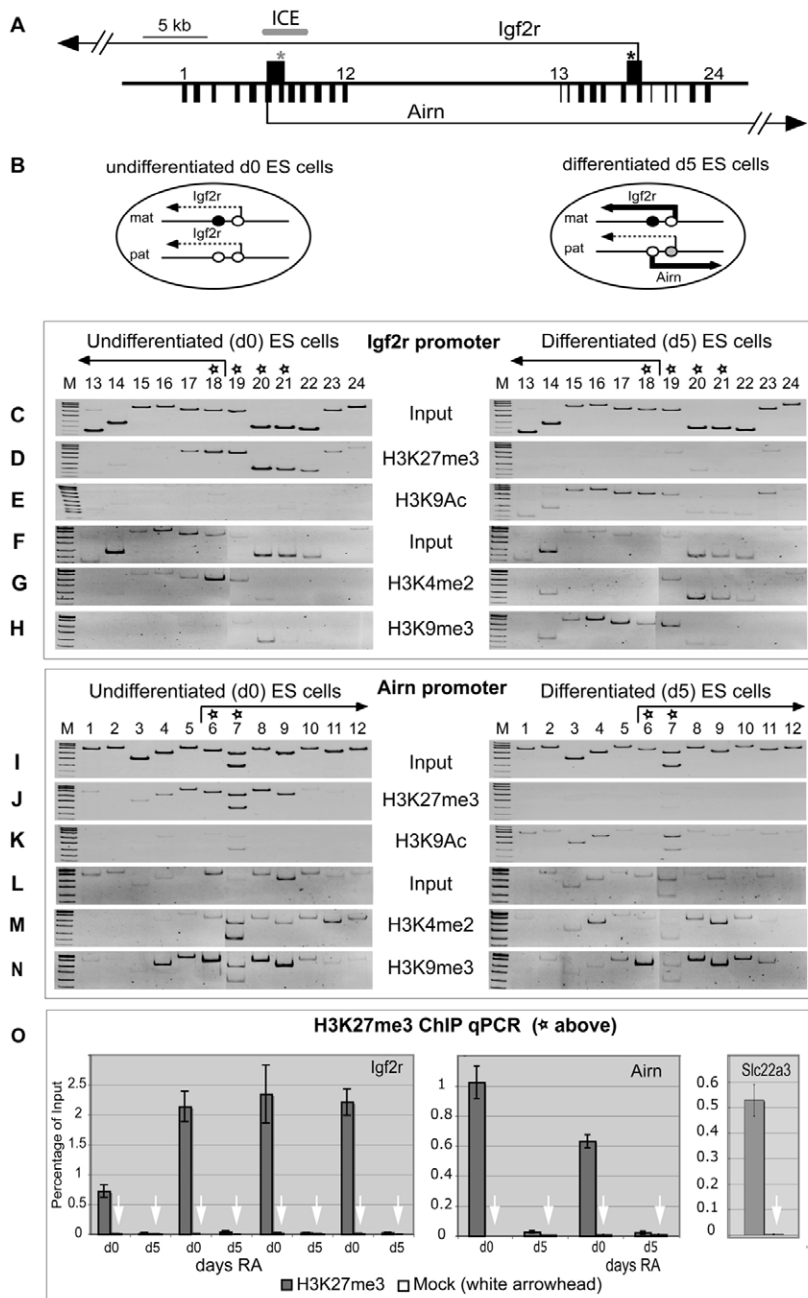 A
5 kb
ICE
Igf2r
*
*
1
12
13
24
Airn
B
undifferentiated d0 ES cells
differentiated d5 ES cells
Igf2r
mat
Igf2r
pat
Igf2r
mat
pat
Airn
Undifferentiated (d0) ES cells
Igf2r promoter
Differentiated (d5) ES cells
M 13 14 15 16 17 18 19 20 21 22 23 24
M 13 14 15 16 17 18 19 20 21 22 23 24
C Input
D H3K27me3
E H3K9Ac
F Input
G H3K4me2
H H3K9me3
Undifferentiated (d0) ES cells
Airn promoter
Differentiated (d5) ES cells
M 1 2 3 4 5 6 7 8 9 10 11 12
M 1 2 3 4 5 6 7 8 9 10 11 12
I Input
J H3K27me3
K H3K9Ac
L Input
M H3K4me2
N H3K9me3
O
H3K27me3 ChIP qPCR (☆ above)
Percentage of Input
Igf2r
2.5
2
1.5
1
0.5
0
d0 d5 d0 d5 d0 d5 d0 d5
days RA
Airn
1
0.8
0.6
0.4
0.2
0
d0 d5 d0 d5
days RA
Slc22a3
0.6
0.5
0.4
0.3
0.2
0.1
0
H3K27me3 Mock (white arrowhead)